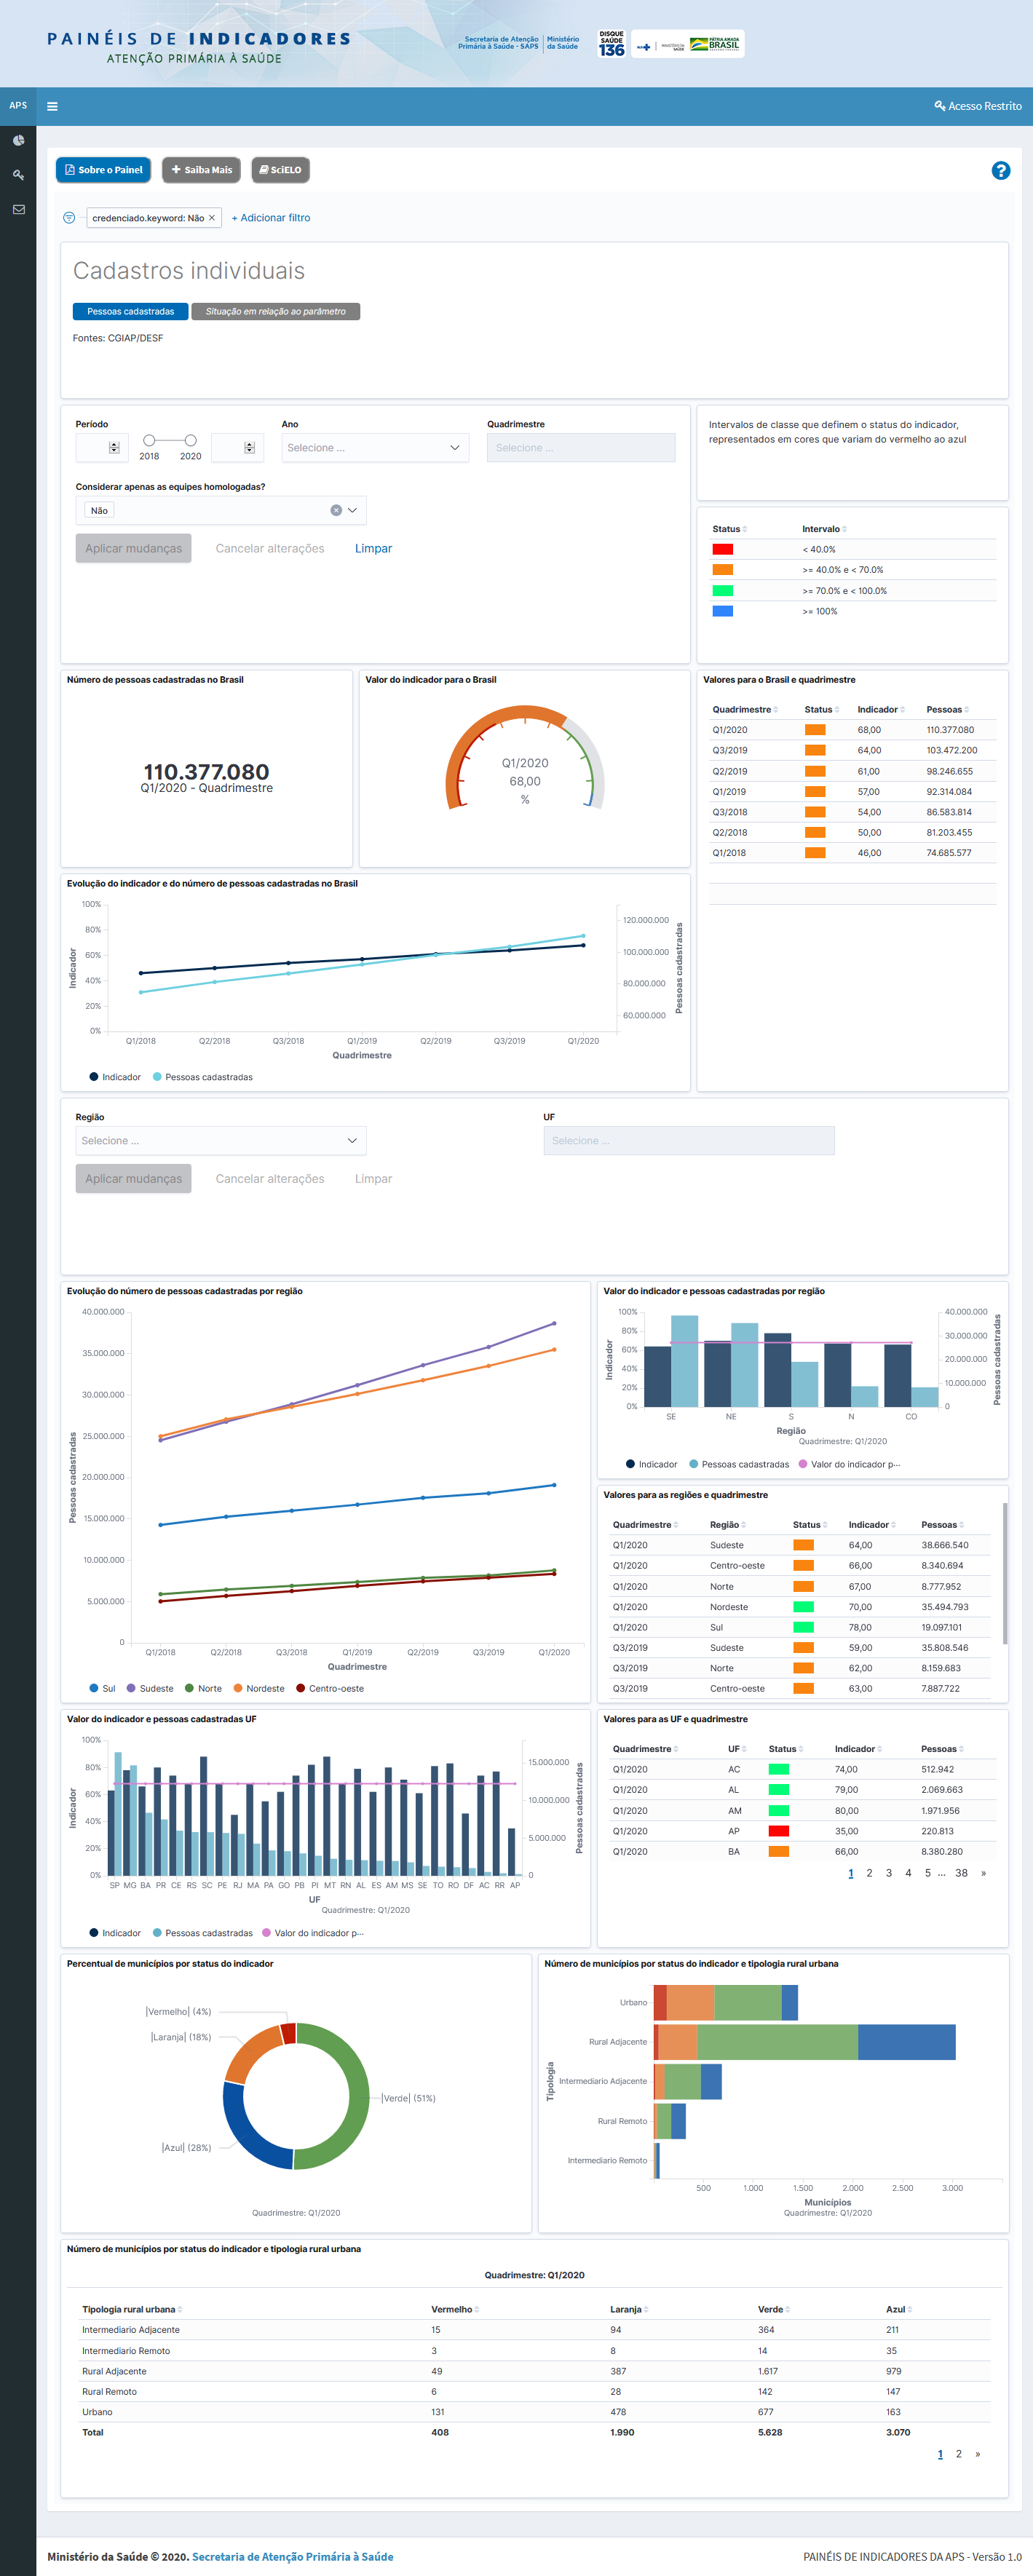 PAINÉIS DE INDICADORES
ATENÇÃO PRIMÁRIA À SAÚDE
Secretaria de Atenção
Primária à Saúde - SAPS
Ministério
da Saúde
DISQUE
SAÚDE
136
SUS
MINISTÉRIO DA
SAÚDE
PÁTRIA AMADA
BRASIL
APS
Acesso Restrito
Sobre o Painel
Saiba Mais
SciELO
?
credenciado.keyword: Não ×
+ Adicionar filtro
Cadastros individuais
Pessoas cadastradas
Situação em relação ao parâmetro
Fontes: CGIAP/DESF
Período
2018 2020
Ano
Selecione ...
Quadrimestre
Selecione ...
Considerar apenas as equipes homologadas?
Não
Aplicar mudanças Cancelar alterações Limpar
Intervalos de classe que definem o status do indicador,
representados em cores que variam do vermelho ao azul
Status Intervalo
< 40.0%
>= 40.0% e < 70.0%
>= 70.0% e < 100.0%
>= 100%
Número de pessoas cadastradas no Brasil
110.377.080
Q1/2020 - Quadrimestre
Valor do indicador para o Brasil
Q1/2020
68,00
%
Valores para o Brasil e quadrimestre
Quadrimestre Status Indicador Pessoas
Q1/2020 68,00 110.377.080
Q3/2019 64,00 103.472.200
Q2/2019 61,00 98.246.655
Q1/2019 57,00 92.314.084
Q3/2018 54,00 86.583.814
Q2/2018 50,00 81.203.455
Q1/2018 46,00 74.685.577
Evolução do indicador e do número de pessoas cadastradas no Brasil
Indicador
100%
80%
60%
40%
20%
0%
120.000.000
100.000.000
80.000.000
60.000.000
Pessoas cadastradas
Q1/2018 Q2/2018 Q3/2018 Q1/2019 Q2/2019 Q3/2019 Q1/2020
Quadrimestre
Indicador Pessoas cadastradas
Região
Selecione ...
UF
Selecione ...
Aplicar mudanças Cancelar alterações Limpar
Evolução do número de pessoas cadastradas por região
Pessoas cadastradas
40.000.000
35.000.000
30.000.000
25.000.000
20.000.000
15.000.000
10.000.000
5.000.000
0
Q1/2018 Q2/2018 Q3/2018 Q1/2019 Q2/2019 Q3/2019 Q1/2020
Quadrimestre
Sul Sudeste Norte Nordeste Centro-oeste
Valor do indicador e pessoas cadastradas por região
Indicador
100%
80%
60%
40%
20%
0%
40.000.000
30.000.000
20.000.000
10.000.000
0
Pessoas cadastradas
SE NE S N CO
Região
Quadrimestre: Q1/2020
Indicador Pessoas cadastradas Valor do indicador p...
Valores para as regiões e quadrimestre
Quadrimestre Região Status Indicador Pessoas
Q1/2020 Sudeste 64,00 38.666.540
Q1/2020 Centro-oeste 66,00 8.340.694
Q1/2020 Norte 67,00 8.777.952
Q1/2020 Nordeste 70,00 35.494.793
Q1/2020 Sul 78,00 19.097.101
Q3/2019 Sudeste 59,00 35.808.546
Q3/2019 Norte 62,00 8.159.683
Q3/2019 Centro-oeste 63,00 7.887.722
Valor do indicador e pessoas cadastradas UF
Indicador
100%
80%
60%
40%
20%
0%
15.000.000
10.000.000
5.000.000
0
Pessoas cadastradas
SP MG BA PR CE RS SC PE RJ MA PA GO PB PI MT RN AL ES AM MS SE TO RO DF AC RR AP
UF
Quadrimestre: Q1/2020
Indicador Pessoas cadastradas Valor do indicador p...
Valores para as UF e quadrimestre
Quadrimestre UF Status Indicador Pessoas
Q1/2020 AC 74,00 512.942
Q1/2020 AL 79,00 2.069.663
Q1/2020 AM 80,00 1.971.956
Q1/2020 AP 35,00 220.813
Q1/2020 BA 66,00 8.380.280
1 2 3 4 5 ... 38 »
Percentual de municípios por status do indicador
|Vermelho| (4%)
|Laranja| (18%)
|Verde| (51%)
|Azul| (28%)
Quadrimestre: Q1/2020
Número de municípios por status do indicador e tipologia rural urbana
Tipologia
Urbano
Rural Adjacente
Intermediario Adjacente
Rural Remoto
Intermediario Remoto
500 1.000 1.500 2.000 2.500 3.000
Municípios
Quadrimestre: Q1/2020
Número de municípios por status do indicador e tipologia rural urbana
Quadrimestre: Q1/2020
Tipologia rural urbana Vermelho Laranja Verde Azul
Intermediario Adjacente 15 94 364 211
Intermediario Remoto 3 8 14 35
Rural Adjacente 49 387 1.617 979
Rural Remoto 6 28 142 147
Urbano 131 478 677 163
Total 408 1.990 5.628 3.070
1 2 »
Ministério da Saúde © 2020. Secretaria de Atenção Primária à Saúde
PAINÉIS DE INDICADORES DA APS - Versão 1.0